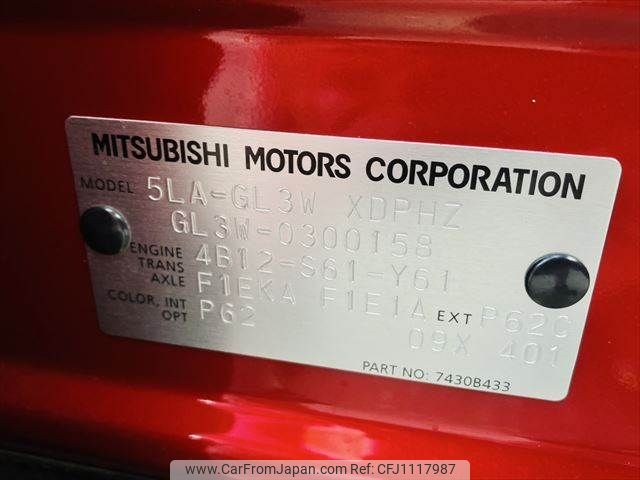 MITSUBISHI MOTORS CORPORATION
MODEL 5LA-GL3W XDPHZ
GL3W-0300158
ENGINE 4B12-S61-Y61
TRANS AXLE F1EKA F1E1A
COLOR, INT P62 EXT P62C
OPT 09X 401
PART NO: 7430B433
www.CarFromJapan.com | Ref No. CFJ1117987